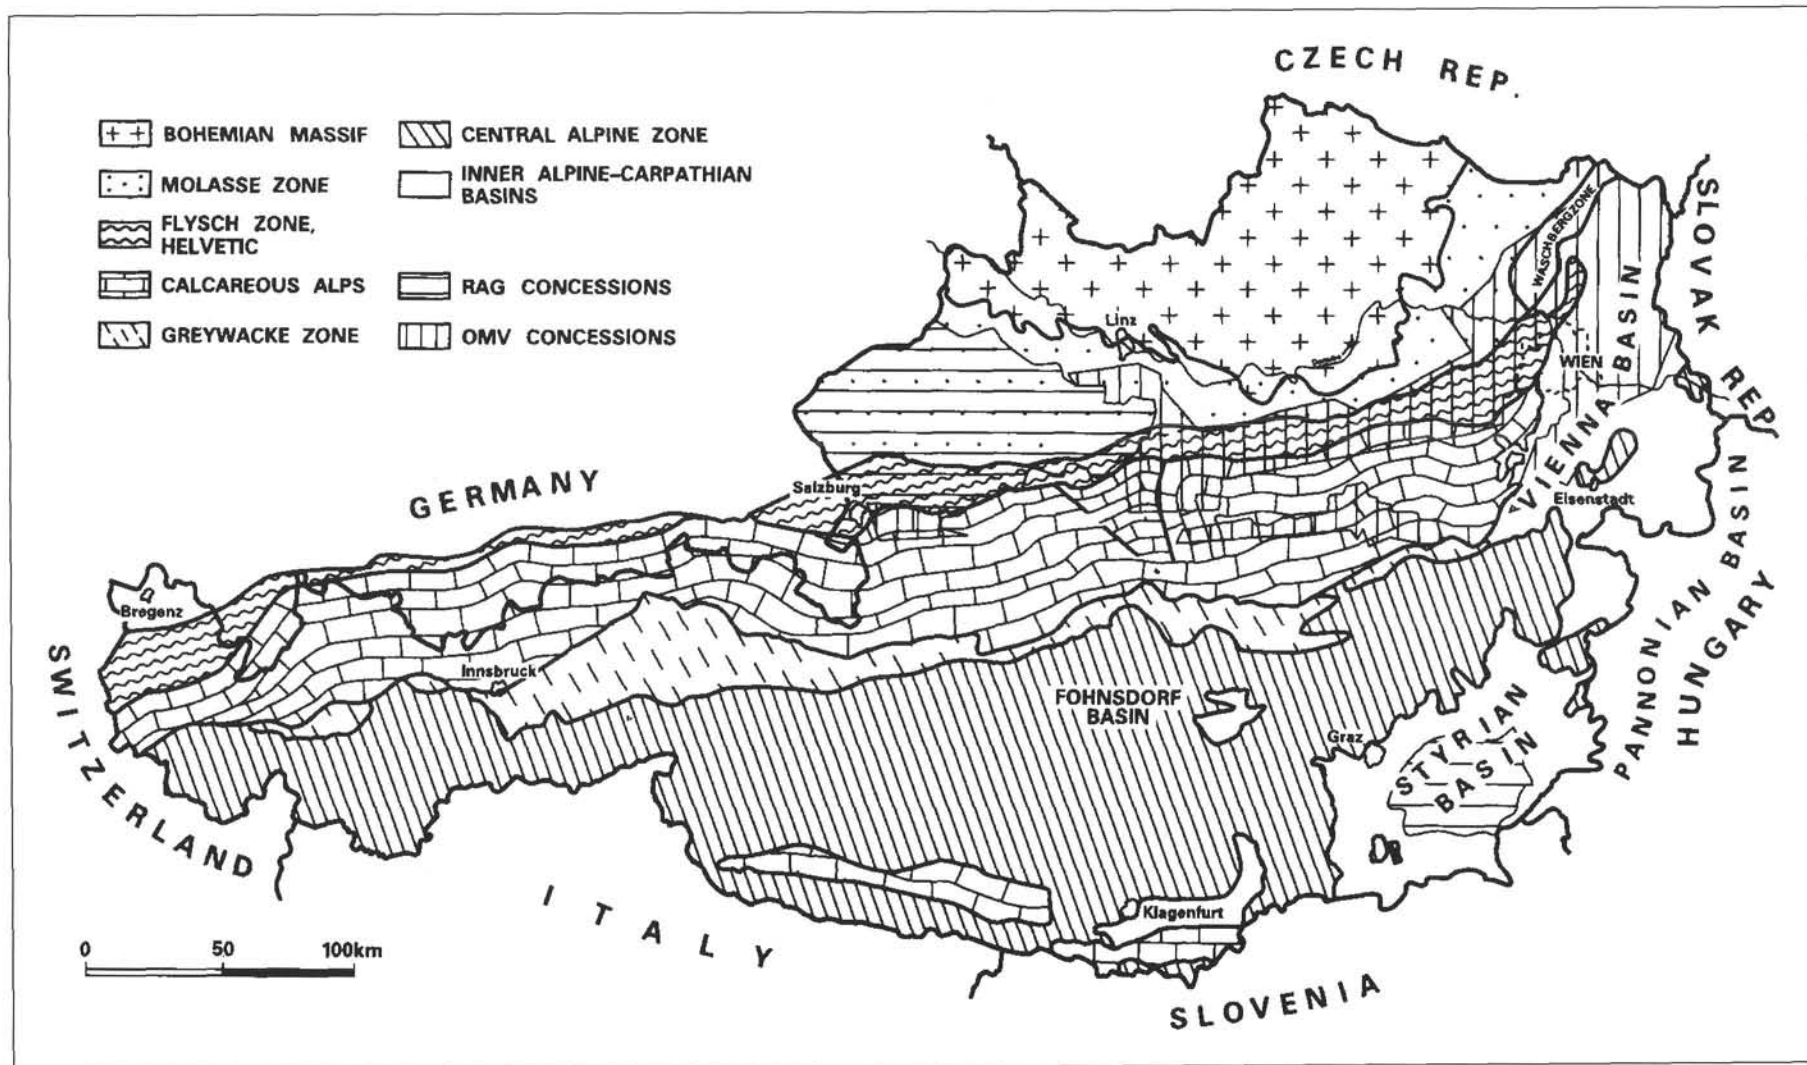 CZECH REP.
BOHEMIAN MASSIF
CENTRAL ALPINE ZONE
MOLASSE ZONE
INNER ALPINE–CARPATHIAN
BASINS
FLYSCH ZONE,
HELVETIC
CALCAREOUS ALPS
RAG CONCESSIONS
GREYWACKE ZONE
OMV CONCESSIONS
SLOVAK REP.
WASCHBERGZONE
Linz
WIEN
VIENNA BASIN
GERMANY
Salzburg
Eisenstadt
Bregenz
Innsbruck
SWITZERLAND
FOHNSDORF
BASIN
Graz
STYRIAN
BASIN
PANNONIAN BASIN
HUNGARY
ITALY
Klagenfurt
SLOVENIA
0 50 100km